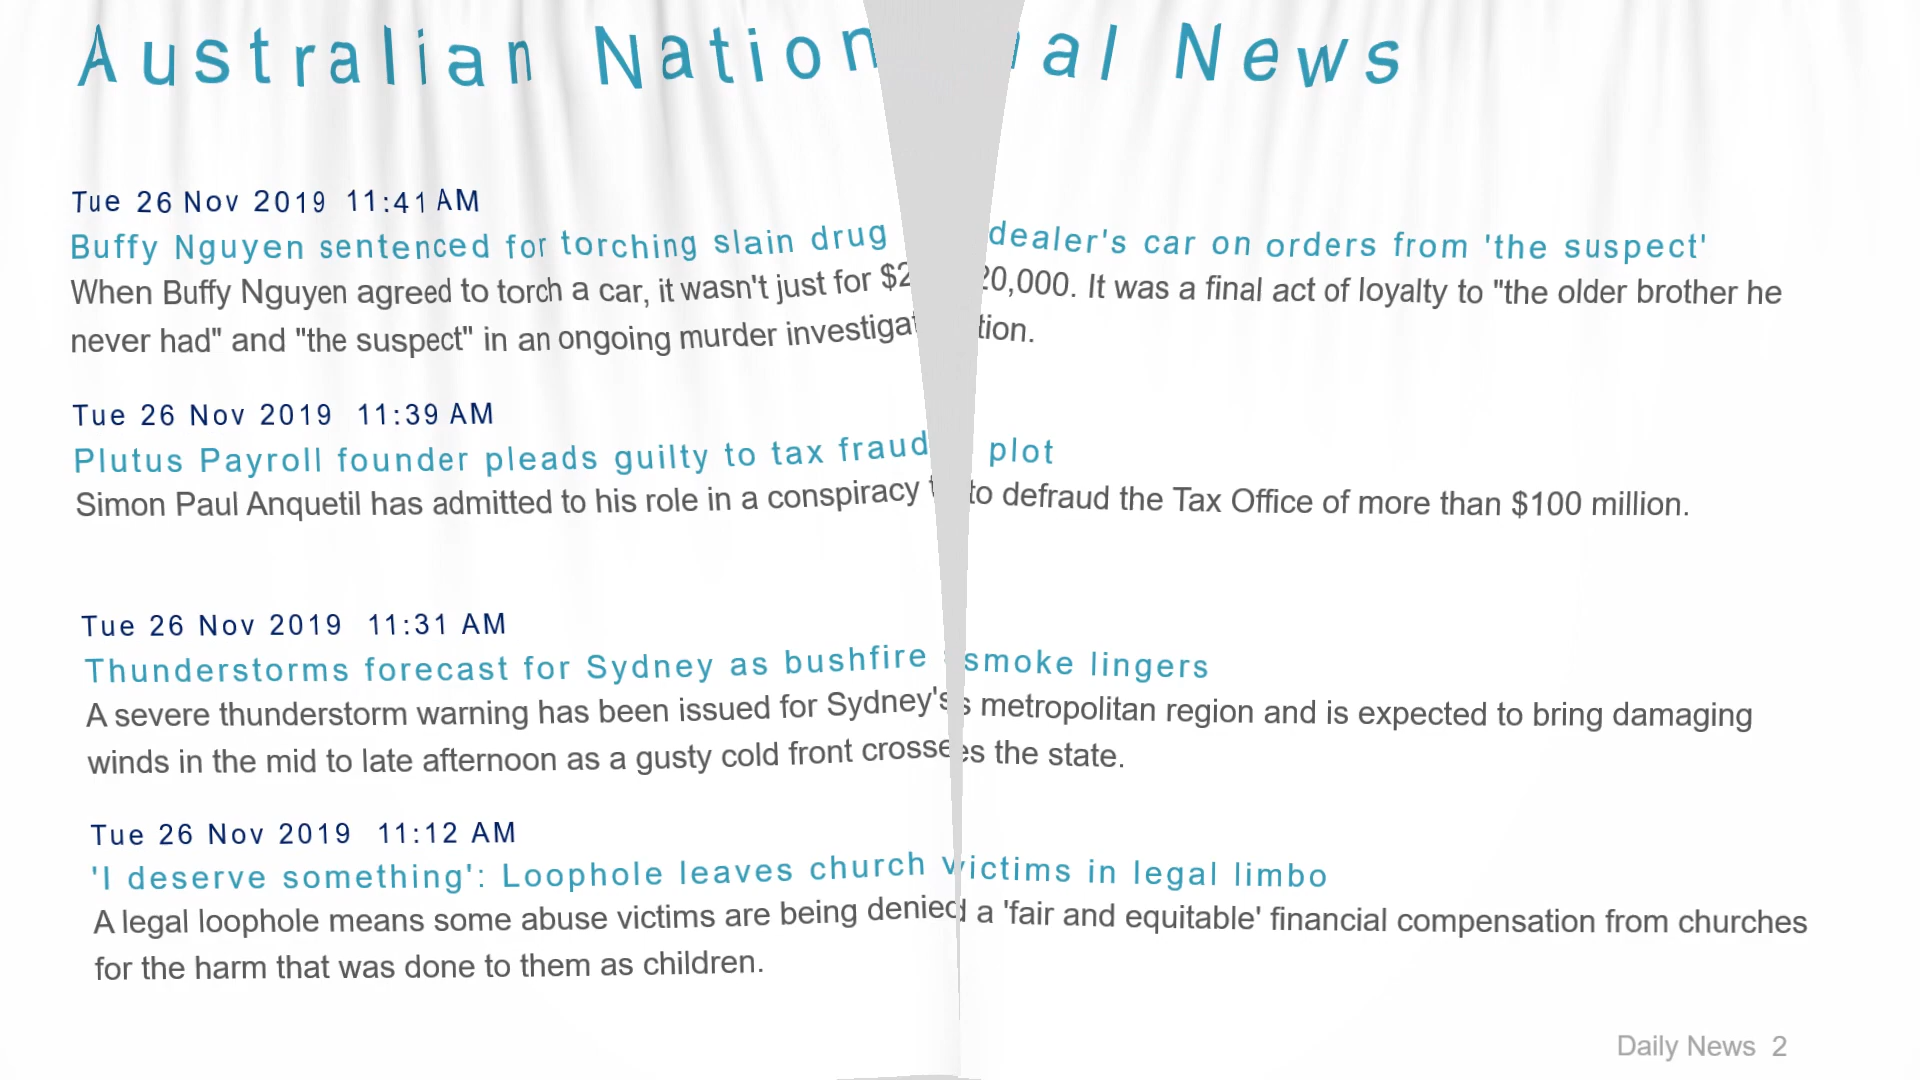 Australian National News
Tue 26 Nov 2019 11:41 AM
Buffy Nguyen sentenced for torching slain drug dealer's car on orders from 'the suspect'
When Buffy Nguyen agreed to torch a car, it wasn't just for $20,000. It was a final act of loyalty to "the older brother he
never had" and "the suspect" in an ongoing murder investigation.
Tue 26 Nov 2019 11:39 AM
Plutus Payroll founder pleads guilty to tax fraud plot
Simon Paul Anquetil has admitted to his role in a conspiracy to defraud the Tax Office of more than $100 million.
Tue 26 Nov 2019 11:31 AM
Thunderstorms forecast for Sydney as bushfire smoke lingers
A severe thunderstorm warning has been issued for Sydney's metropolitan region and is expected to bring damaging
winds in the mid to late afternoon as a gusty cold front crosses the state.
Tue 26 Nov 2019 11:12 AM
'I deserve something': Loophole leaves church victims in legal limbo
A legal loophole means some abuse victims are being denied a 'fair and equitable' financial compensation from churches
for the harm that was done to them as children.
Daily News 2